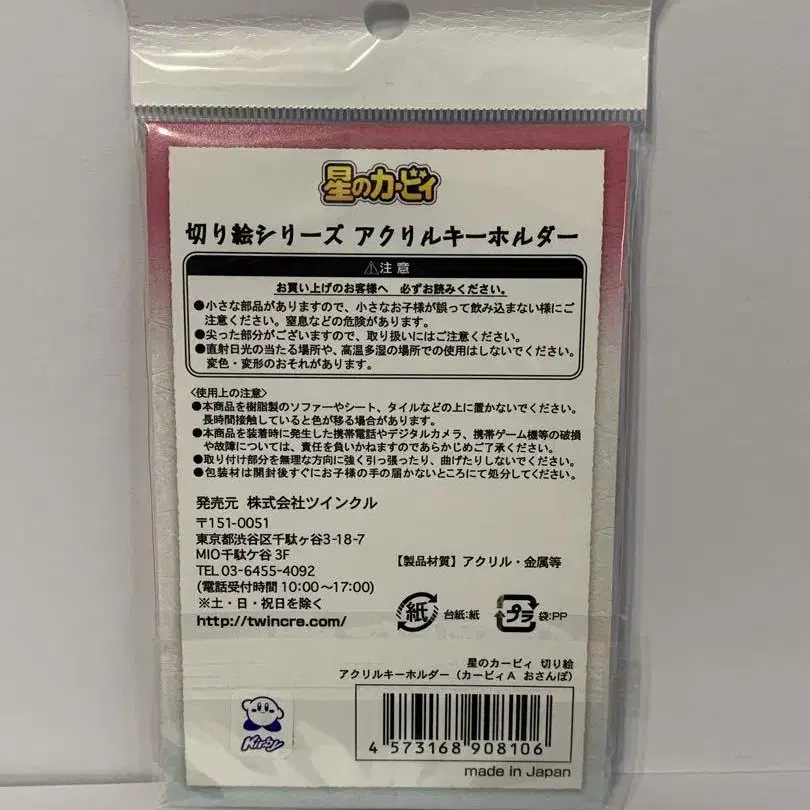 星のカービィ
切り絵シリーズ アクリルキーホルダー
⚠注意
お買い上げのお客様へ 必ずお読みください。
●小さな部品がありますので、小さなお子様が誤って飲み込まない様にご
注意ください。窒息などの危険があります。
●尖った部分がございますので、取り扱いにはご注意ください。
●直射日光の当たる場所や、高温多湿の場所での使用はしないでください。
変色・変形のおそれがあります。
〈使用上の注意〉
●本商品を樹脂製のソファーやシート、タイルなどの上に置かないでください。
長時間接触していると色が移る場合があります。
●本商品を装着時に発生した携帯電話やデジタルカメラ、携帯ゲーム機等の破損
や故障については、責任を負いかねますのであらかじめご了承ください。
●取り付け部分を無理な方向に強く引っ張ったり、曲げたりしないでください。
●包装材は開封後すぐにお子様の手の届かないところにて処分してください。
発売元 株式会社ツインクル
〒151-0051
東京都渋谷区千駄ヶ谷3-18-7
MIO千駄ケ谷 3F
TEL 03-6455-4092
(電話受付時間 10:00～17:00)
※土・日・祝日を除く
http://twincre.com/
【製品材質】アクリル・金属等
紙 台紙:紙 プラ 袋:PP
星のカービィ 切り絵
アクリルキーホルダー（カービィA おさんぽ）
Kirby
4 573168 908106
made in Japan